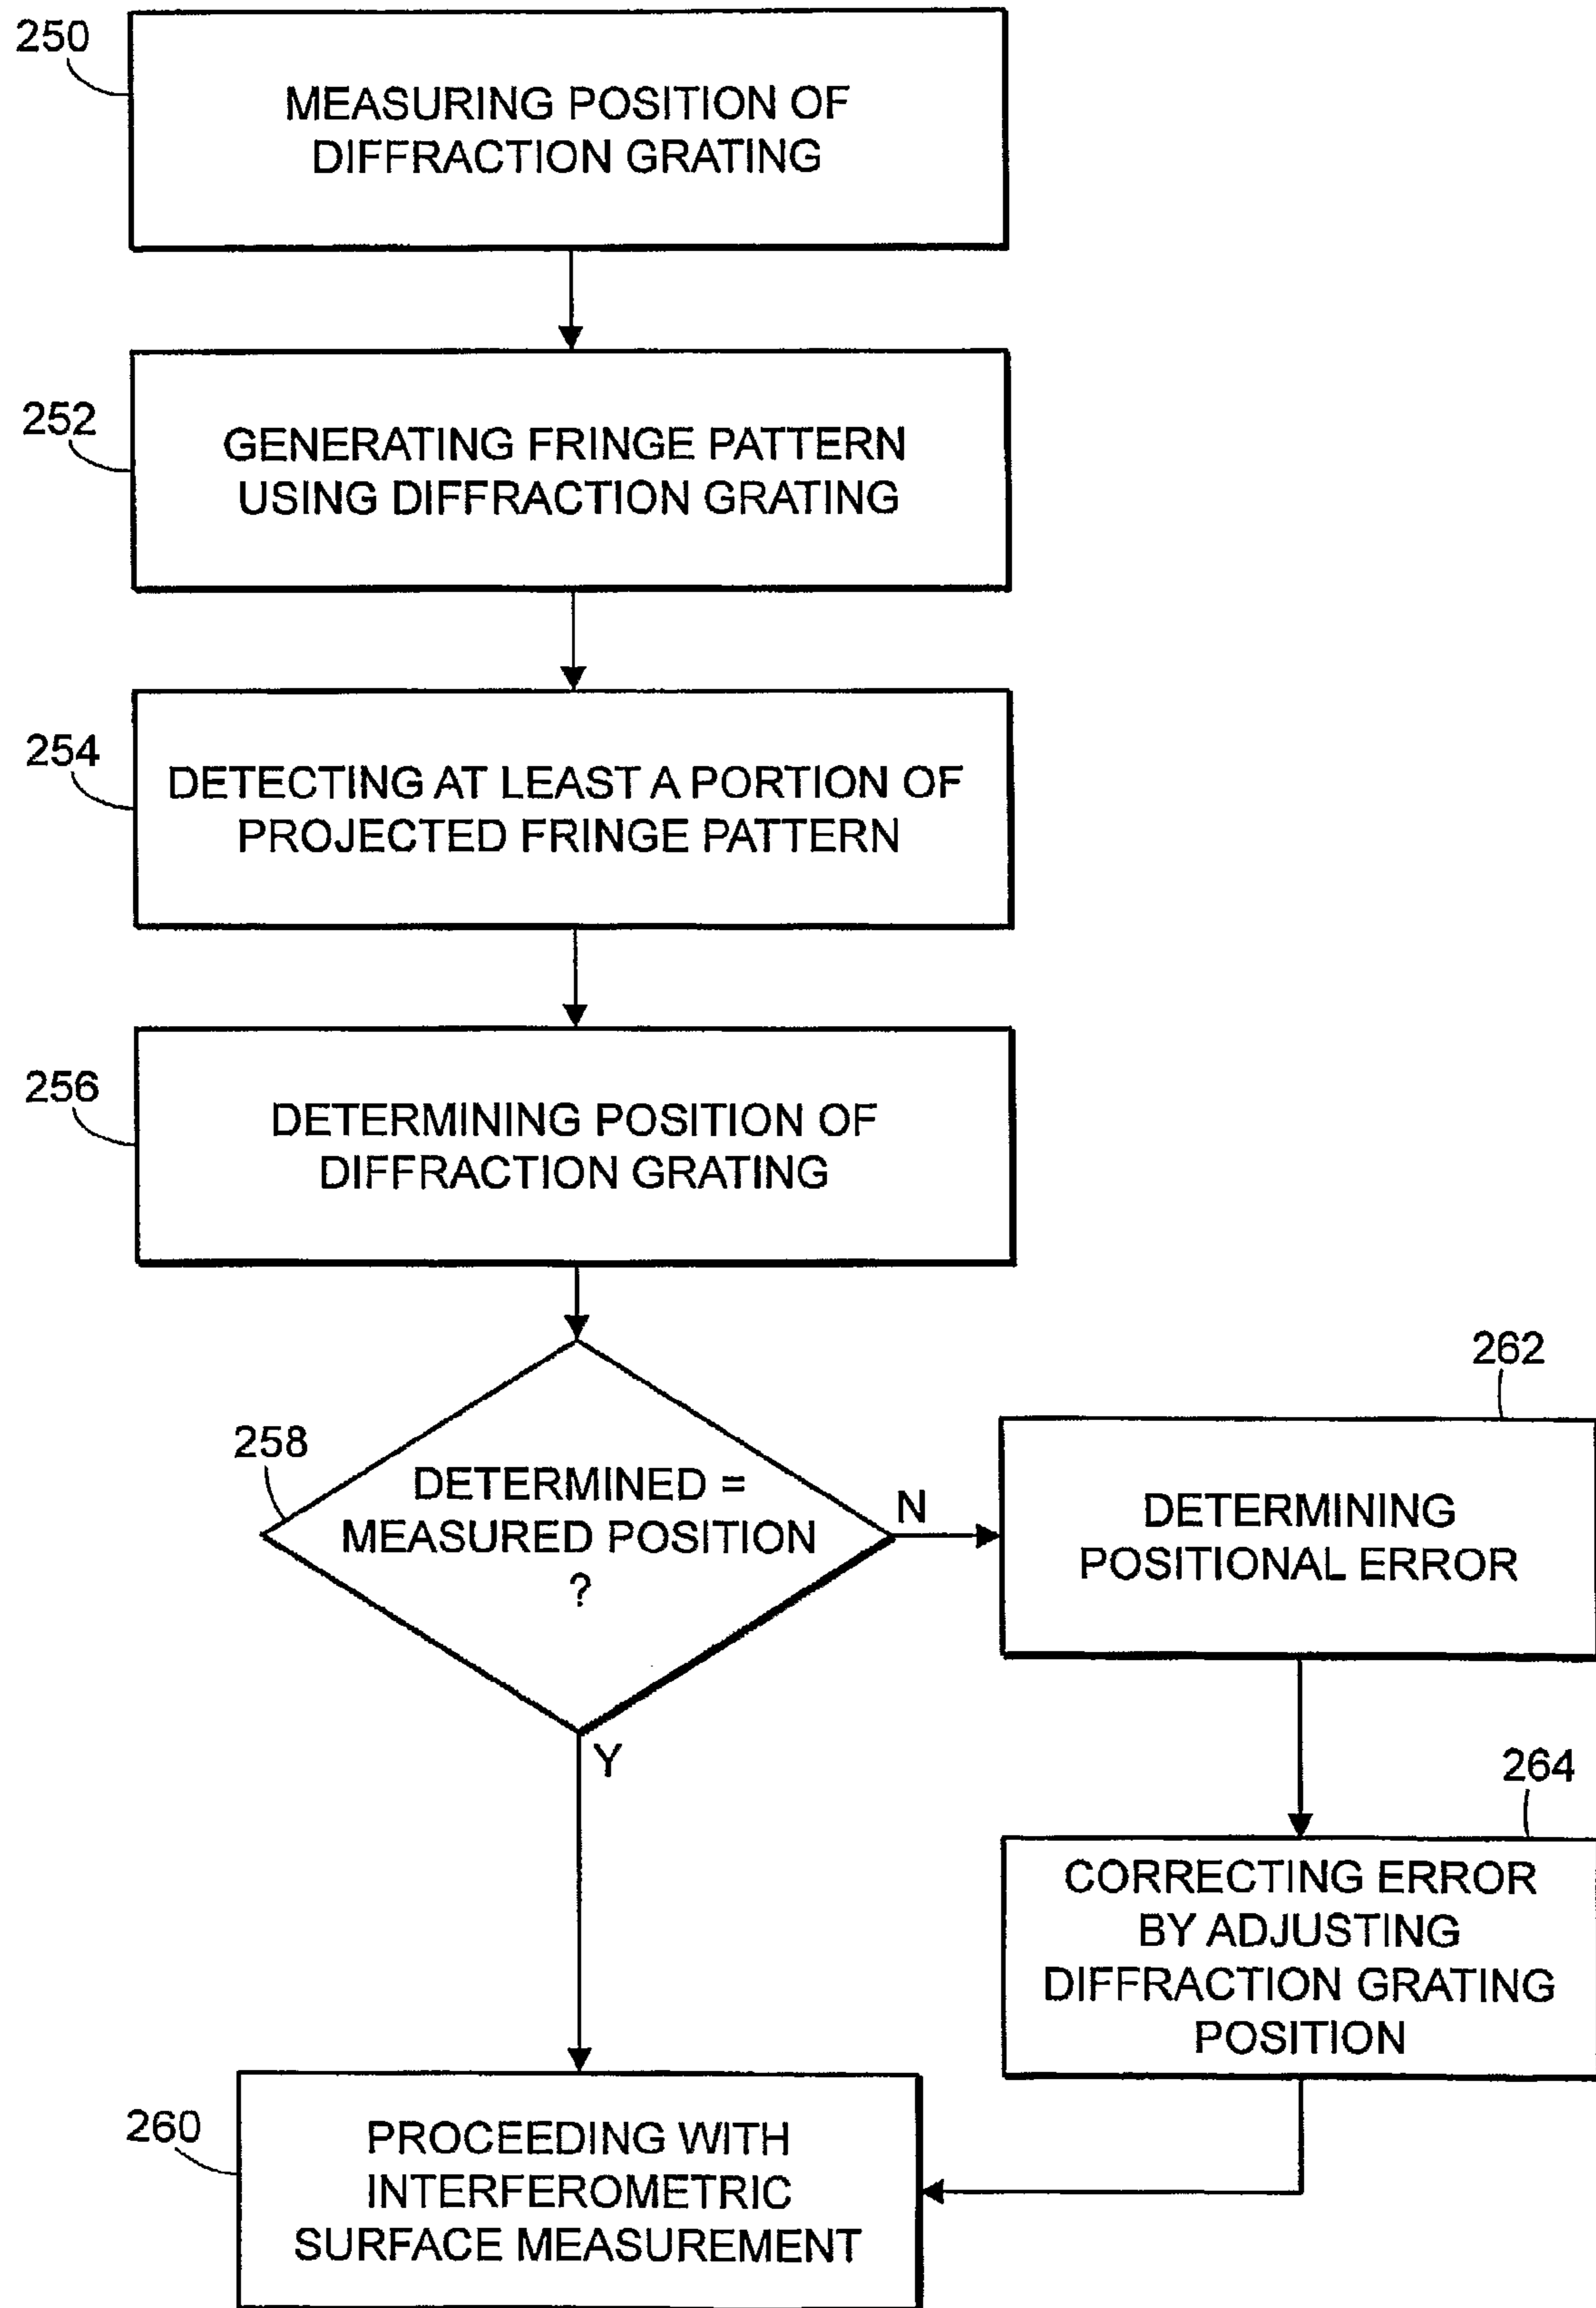 250
MEASURING POSITION OF
DIFFRACTION GRATING
252
GENERATING FRINGE PATTERN
USING DIFFRACTION GRATING
254
DETECTING AT LEAST A PORTION OF
PROJECTED FRINGE PATTERN
256
DETERMINING POSITION OF
DIFFRACTION GRATING
258
DETERMINED =
MEASURED POSITION
?
N
Y
262
DETERMINING
POSITIONAL ERROR
264
CORRECTING ERROR
BY ADJUSTING
DIFFRACTION GRATING
POSITION
260
PROCEEDING WITH
INTERFEROMETRIC
SURFACE MEASUREMENT